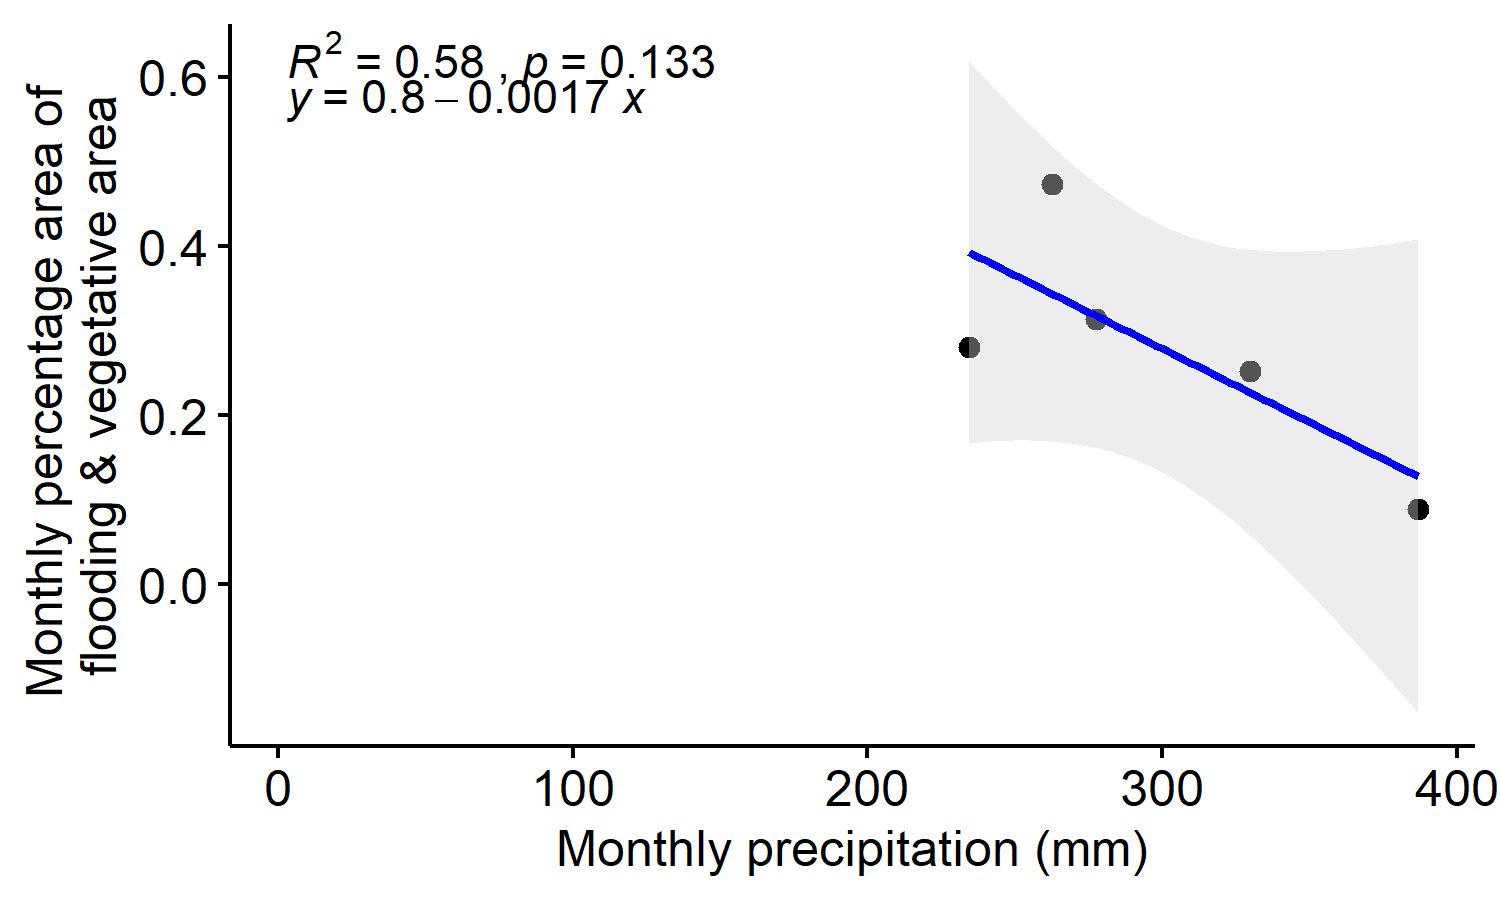 R² = 0.58 , p = 0.133
y = 0.8 − 0.0017 x
Monthly percentage area of
flooding & vegetative area
0.6
0.4
0.2
0.0
0 100 200 300 400
Monthly precipitation (mm)